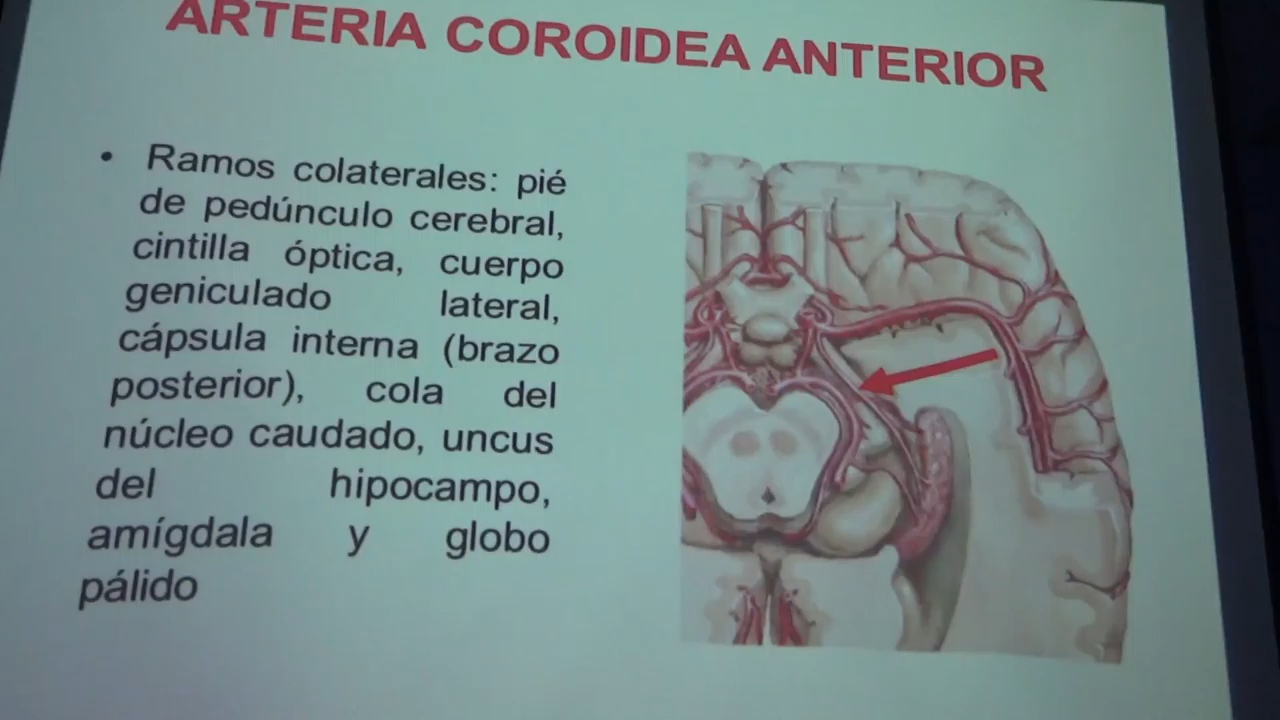 ARTERIA COROIDEA ANTERIOR
• Ramos colaterales: pié
de pedúnculo cerebral,
cintilla óptica, cuerpo
geniculado lateral,
cápsula interna (brazo
posterior), cola del
núcleo caudado, uncus
del hipocampo,
amígdala y globo
pálido